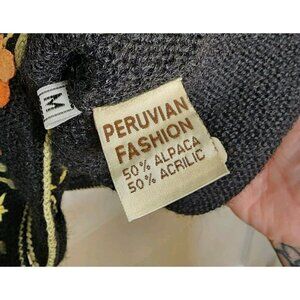 M
PERUVIAN
FASHION
50% ALPACA
50% ACRILIC